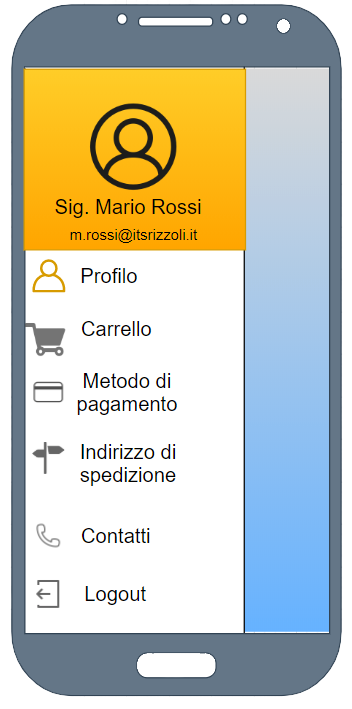 Sig. Mario Rossi
m.rossi@itsrizzoli.it
Profilo
Carrello
Metodo di
pagamento
Indirizzo di
spedizione
Contatti
Logout